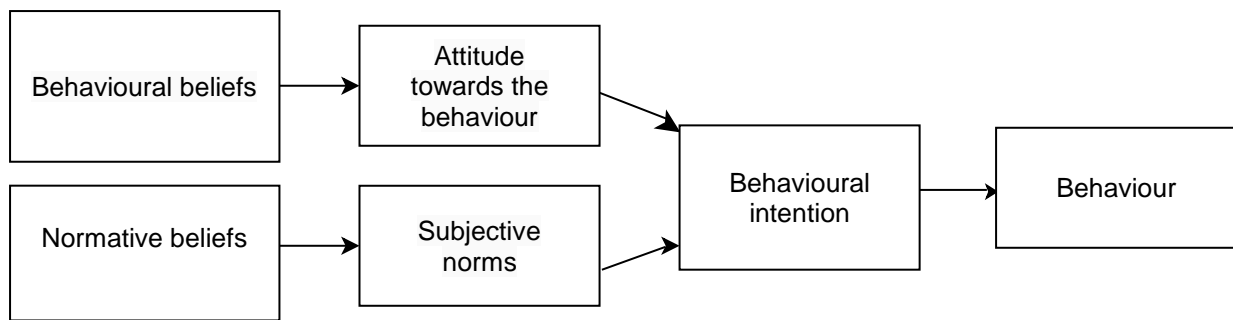 Behavioural beliefs
Attitude
towards the
behaviour
Normative beliefs
Subjective
norms
Behavioural
intention
Behaviour